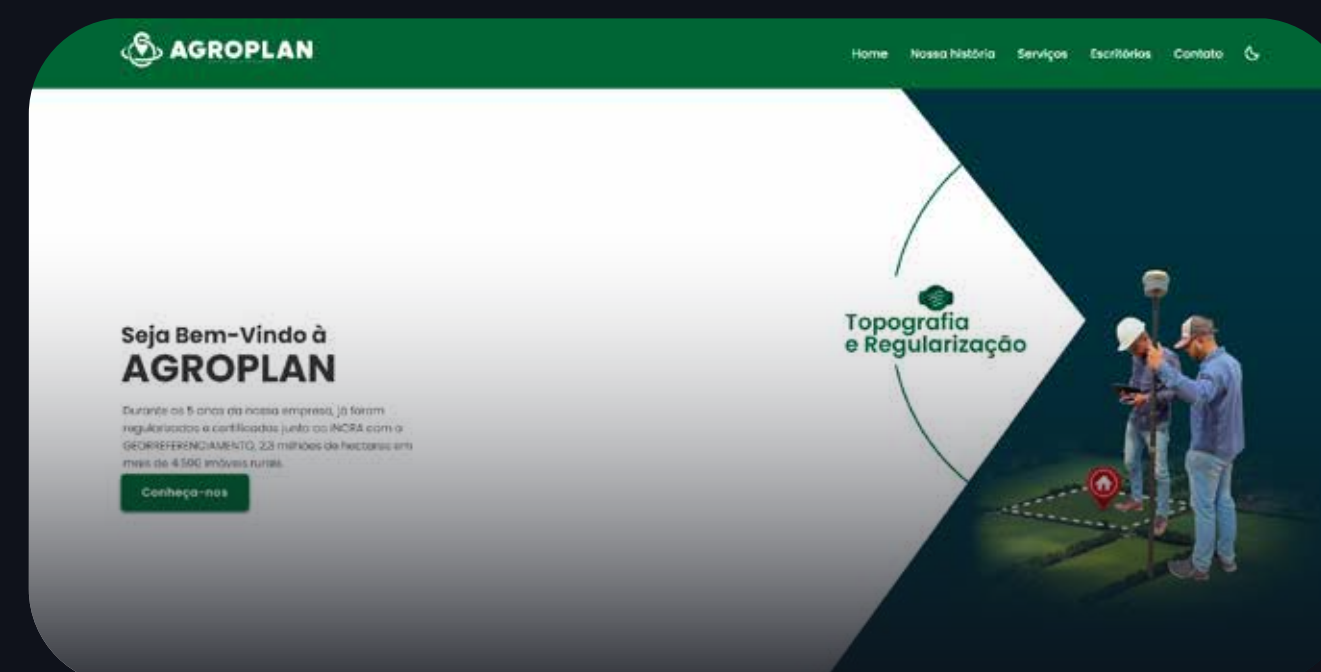 AGROPLAN
Home Nossa história Serviços Escritórios Contato
Topografia
e Regularização
Seja Bem-Vindo à
AGROPLAN
Durante os 5 anos da nossa empresa, já foram
regularizados e certificados junto ao INCRA com o
GEORREFERENCIAMENTO, 2,3 milhões de hectares em
mais de 4.500 imóveis rurais.
Conheça-nos